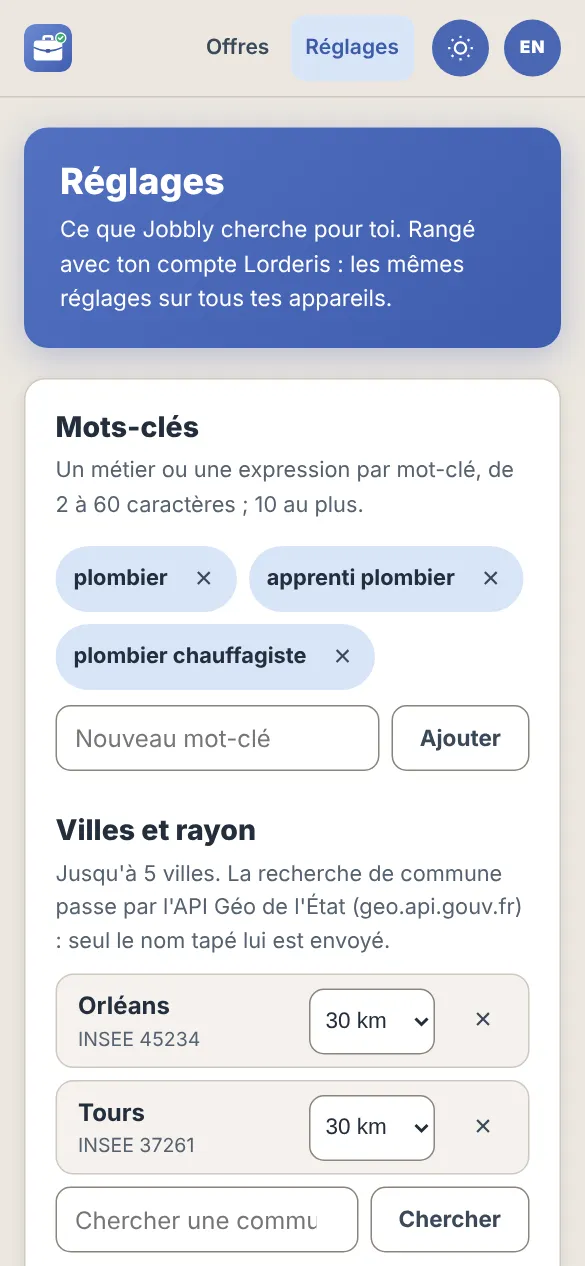 Offres
Réglages
EN
Réglages
Ce que Jobbly cherche pour toi. Rangé
avec ton compte Lorderis : les mêmes
réglages sur tous tes appareils.
Mots-clés
Un métier ou une expression par mot-clé, de
2 à 60 caractères ; 10 au plus.
plombier ✕
apprenti plombier ✕
plombier chauffagiste ✕
Nouveau mot-clé
Ajouter
Villes et rayon
Jusqu'à 5 villes. La recherche de commune
passe par l'API Géo de l'État (geo.api.gouv.fr)
: seul le nom tapé lui est envoyé.
Orléans
INSEE 45234
30 km
✕
Tours
INSEE 37261
30 km
✕
Chercher une commu
Chercher